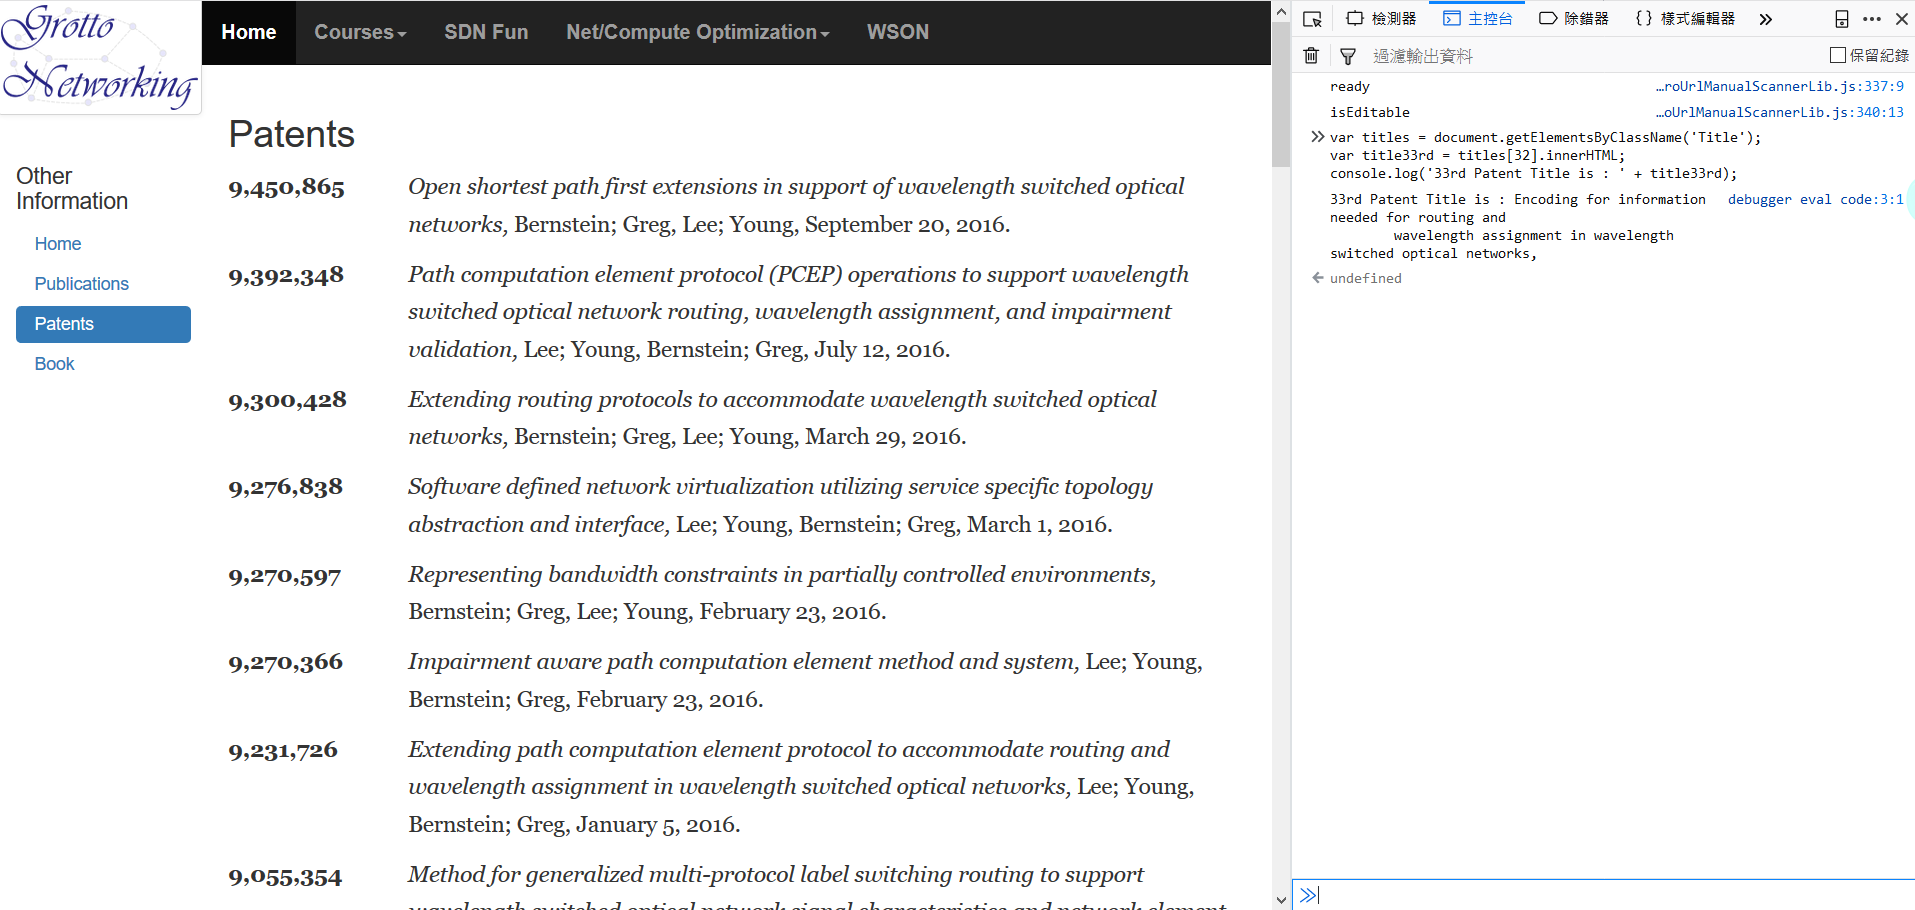 Grotto
Networking
Home Courses SDN Fun Net/Compute Optimization WSON
Other
Information
Home
Publications
Patents
Book
Patents
9,450,865 Open shortest path first extensions in support of wavelength switched optical
networks, Bernstein; Greg, Lee; Young, September 20, 2016.
9,392,348 Path computation element protocol (PCEP) operations to support wavelength
switched optical network routing, wavelength assignment, and impairment
validation, Lee; Young, Bernstein; Greg, July 12, 2016.
9,300,428 Extending routing protocols to accommodate wavelength switched optical
networks, Bernstein; Greg, Lee; Young, March 29, 2016.
9,276,838 Software defined network virtualization utilizing service specific topology
abstraction and interface, Lee; Young, Bernstein; Greg, March 1, 2016.
9,270,597 Representing bandwidth constraints in partially controlled environments,
Bernstein; Greg, Lee; Young, February 23, 2016.
9,270,366 Impairment aware path computation element method and system, Lee; Young,
Bernstein; Greg, February 23, 2016.
9,231,726 Extending path computation element protocol to accommodate routing and
wavelength assignment in wavelength switched optical networks, Lee; Young,
Bernstein; Greg, January 5, 2016.
9,055,354 Method for generalized multi-protocol label switching routing to support
wavelength switched optical network signal characteristics and network element
檢測器 主控台 除錯器 {} 樣式編輯器
過濾輸出資料 保留紀錄
ready …roUrlManualScannerLib.js:337:9
isEditable …oUrlManualScannerLib.js:340:13
var titles = document.getElementsByClassName('Title');
var title33rd = titles[32].innerHTML;
console.log('33rd Patent Title is : ' + title33rd);
33rd Patent Title is : Encoding for information debugger eval code:3:1
needed for routing and
wavelength assignment in wavelength
switched optical networks,
undefined